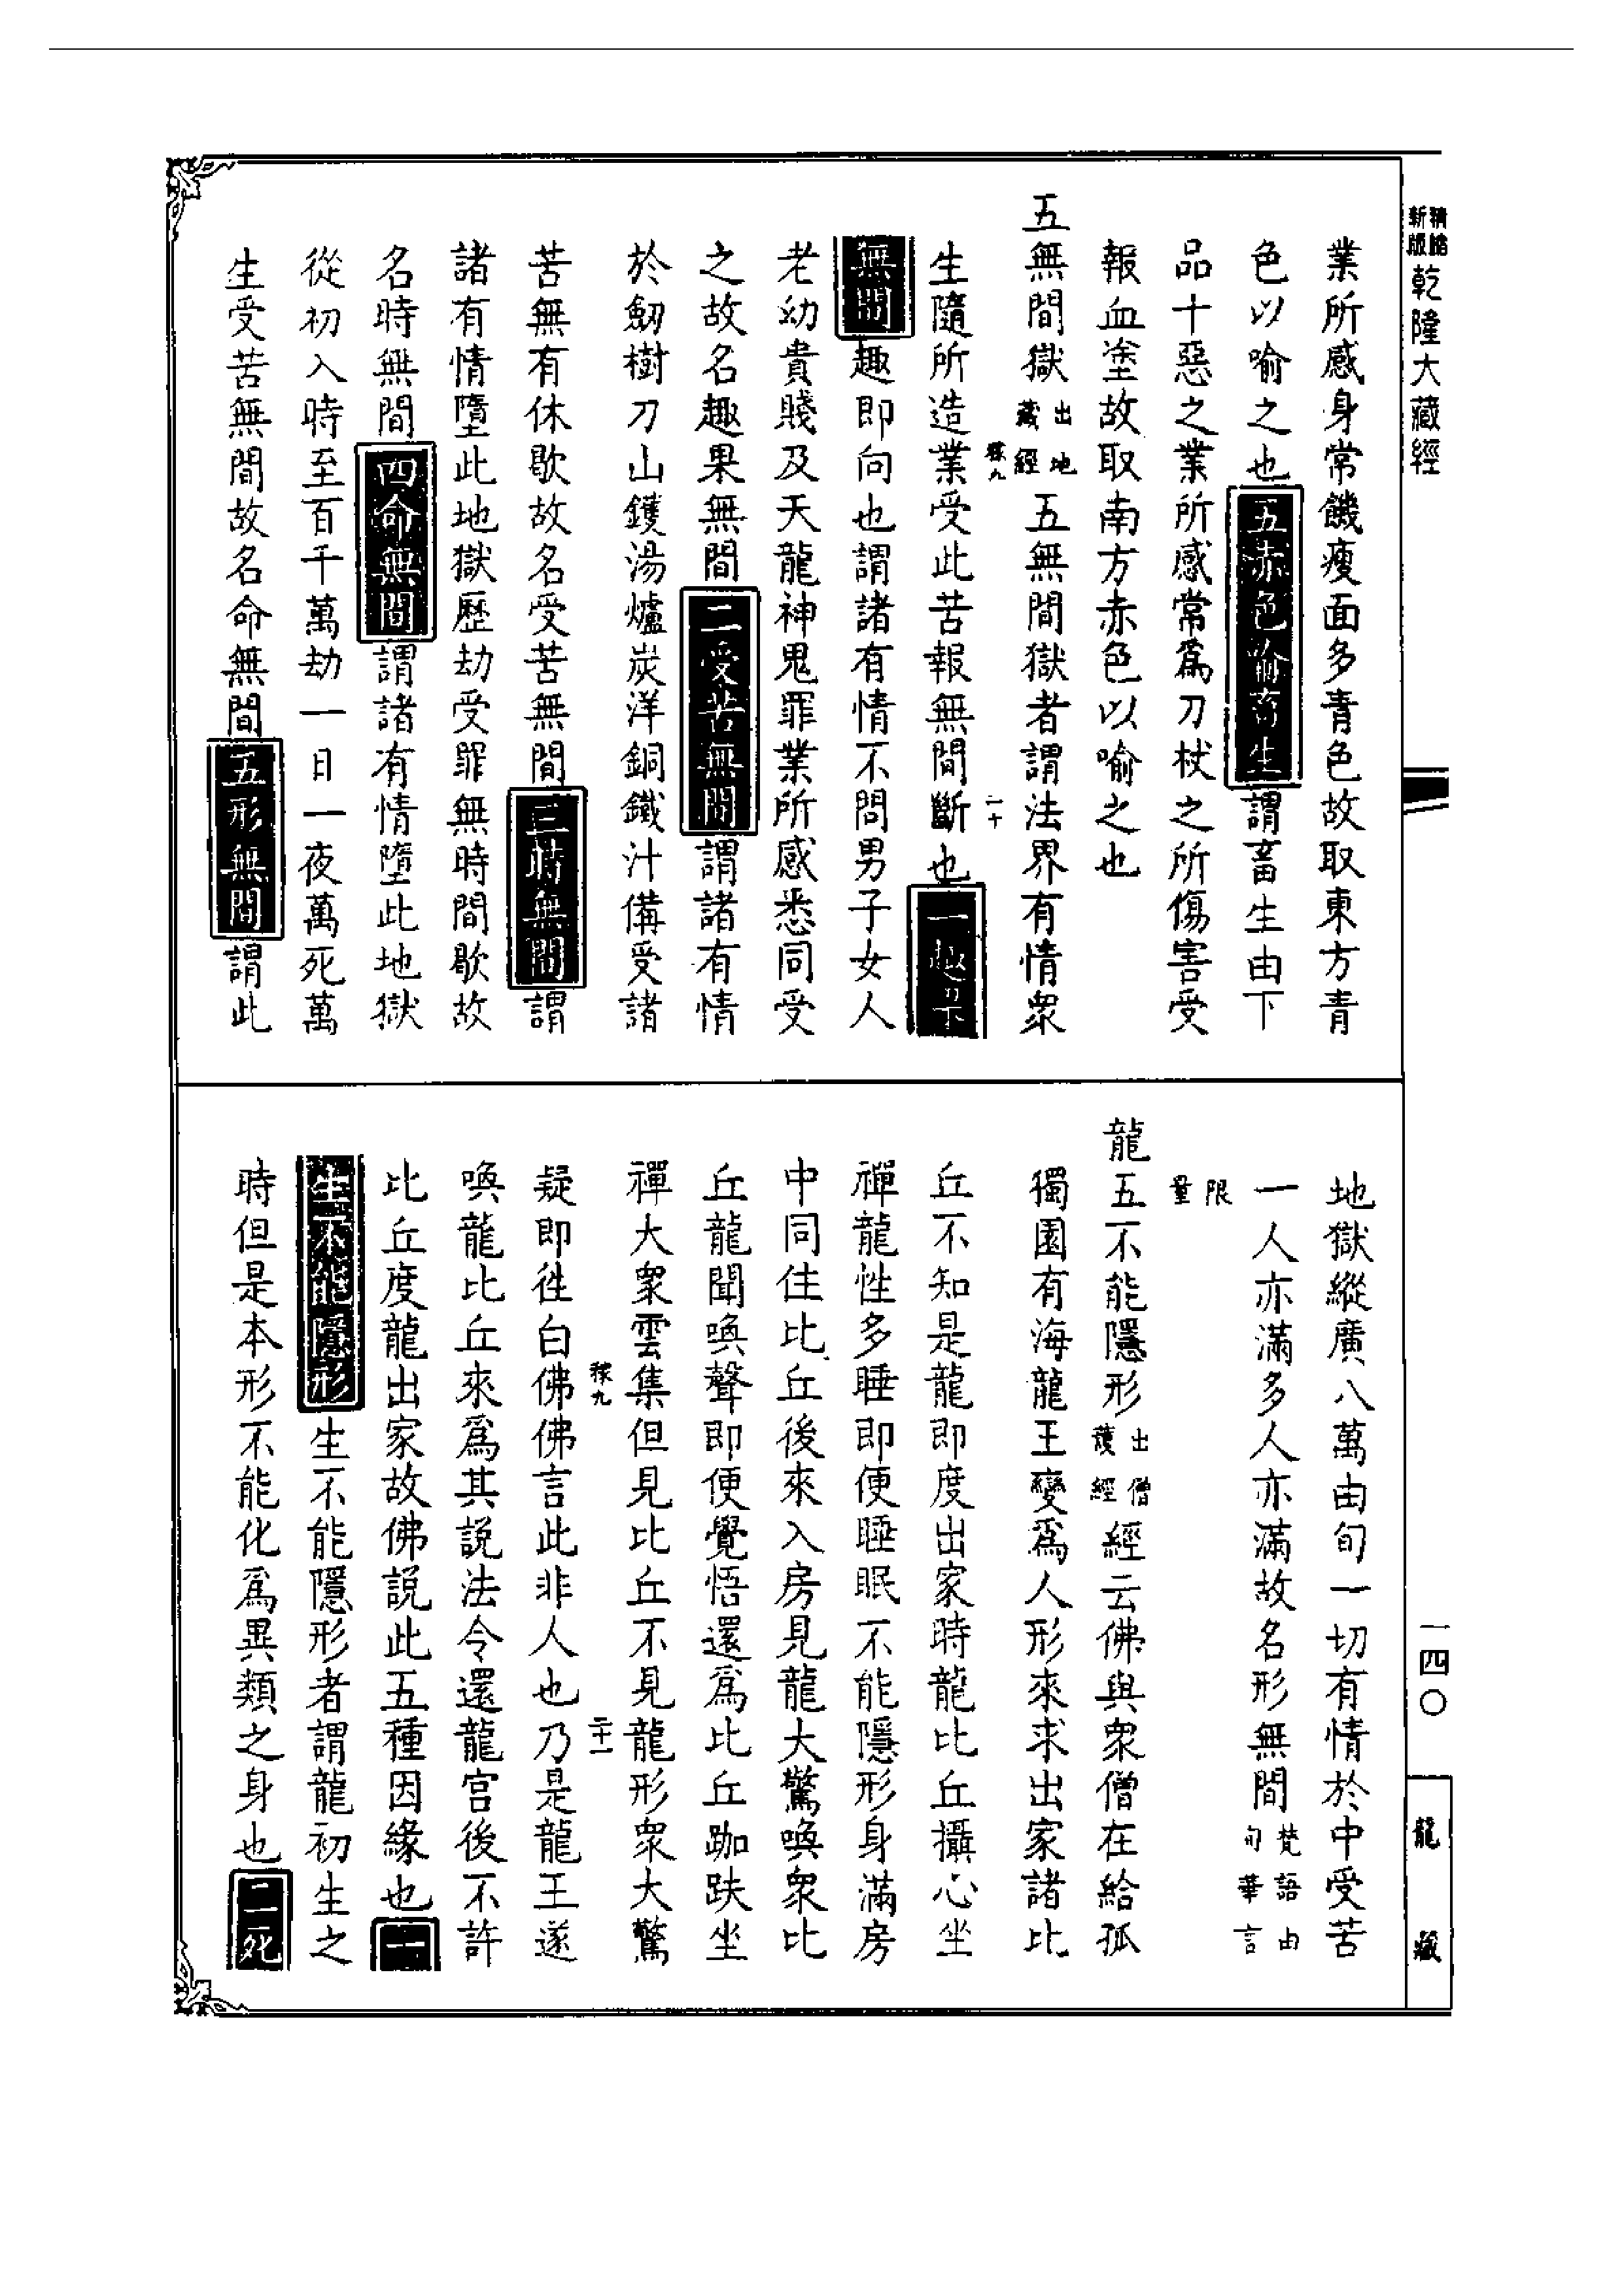 新版精縮乾隆大藏經
業所感身常饑瘦面多青色故取東方青
色以喻之也五赤色喻畜生謂畜生由下
品十惡之業所感常爲刀杖之所傷害受
報血塗故取南方赤色以喻之也
五無間獄出地藏經五無間獄者謂法界有情衆
稼九 二十
生隨所造業受此苦報無間斷也一趣果
無間趣即向也謂諸有情不問男子女人
老幼貴賤及天龍神鬼罪業所感悉同受
之故名趣果無間二受苦無間謂諸有情
於劒樹刀山鑊湯爐炭洋銅鐵汁備受諸
苦無有休歇故名受苦無間三時無間謂
諸有情墮此地獄歷劫受罪無時間歇故
名時無間四命無間謂諸有情墮此地獄
從初入時至百千萬劫一日一夜萬死萬
生受苦無間故名命無間五形無間謂此
地獄縱廣八萬由旬一切有情於中受苦
一人亦滿多人亦滿故名形無間梵語由旬華言
限量
龍五不能隱形出僧護經經云佛與衆僧在給孤
獨園有海龍王變爲人形來求出家諸比
丘不知是龍即度出家時龍比丘攝心坐
禪龍性多睡即便睡眠不能隱形身滿房
中同住比丘後來入房見龍大驚喚衆比
丘龍聞喚聲即便覺悟還爲比丘跏趺坐
禪大衆雲集但見比丘不見龍形衆大驚
稼九 二十一
疑即徃白佛佛言此非人也乃是龍王遂
喚龍比丘來爲其說法令還龍宮後不許
比丘度龍出家故佛說此五種因緣也一
生不能隱形生不能隱形者謂龍初生之
時但是本形不能化爲異類之身也二死
一四〇
龍藏